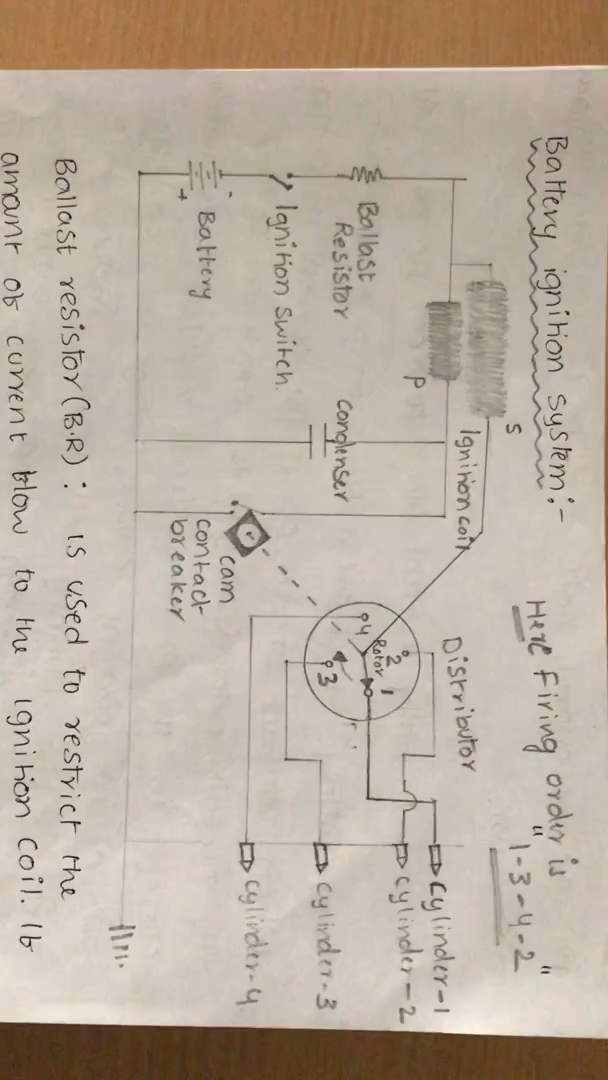 Battery ignition system:-
Here Firing order is
"1-3-4-2"
S
P
Ignition coil
Ballast
Resistor
Ignition switch.
- Battery
+
condenser
cam
contact
breaker
Distributor
2
1
Rotor
4
3
Cylinder-1
Cylinder-2
Cylinder-3
Cylinder-4
Ballast resistor (B.R): is used to restrict the
amount of current flow to the ignition coil. If